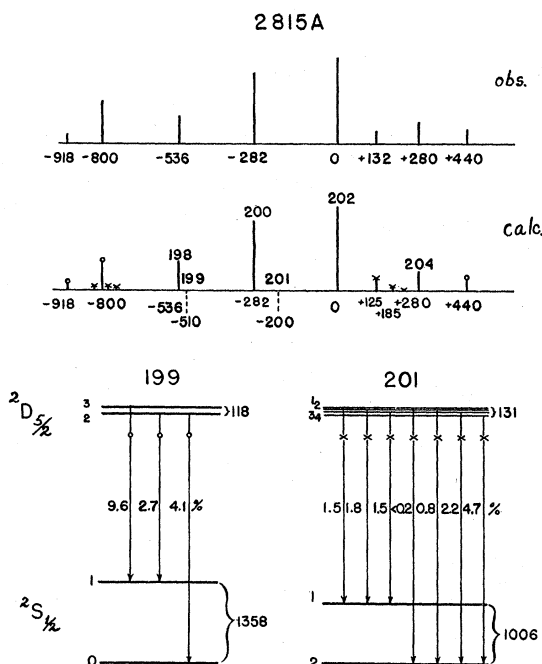 2815A
obs.
-918 -800 -536 -282 0 +132 +280 +440
202
calc.
200
198
199 201 204
-918 -800 -536 -282 0 +125 +280 +440
-510 -200 +185
199 201
²D₅/₂
3
2
}118
1 2
3 4
}131
9.6 2.7 4.1 %
1.5 1.8 1.5 <0.2 0.8 2.2 4.7 %
²S₁/₂
1
1
1358
1006
0
2